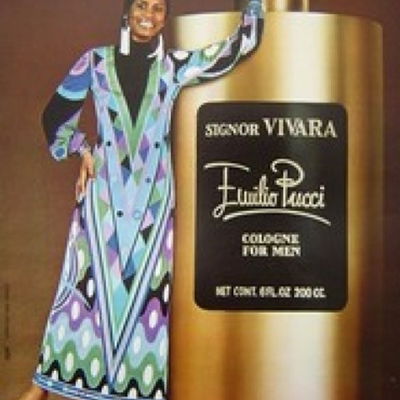 SIGNOR VIVARA
Emilio Pucci
COLOGNE
FOR MEN
NET CONT. 6 FL. OZ 200 CC.